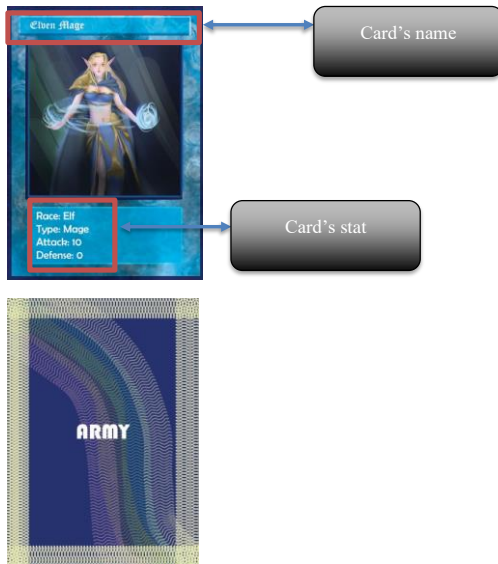 Elven Mage
Card's name
Race: Elf
Type: Mage
Attack: 10
Defense: 0
Card's stat
ARMY